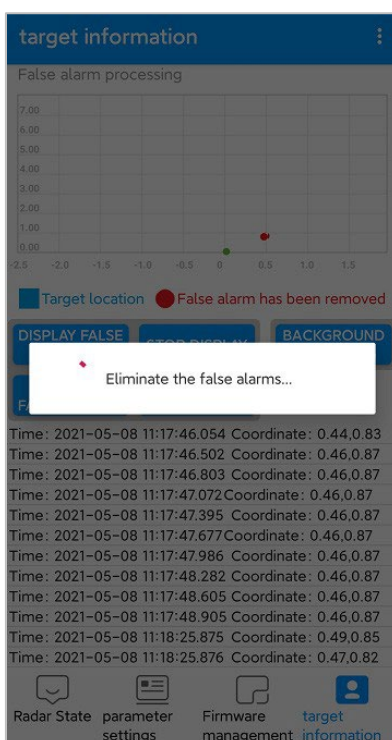 target information
False alarm processing
7.00
6.00
5.00
4.00
3.00
2.00
1.00
0.00
-2.5 -2.0 -1.5 -1.0 -0.5 0 0.5 1.0 1.5
Target location False alarm has been removed
DISPLAY FALSE STOP DISPLAY BACKGROUND
Eliminate the false alarms...
Time: 2021-05-08 11:17:46.054 Coordinate: 0.44,0.83
Time: 2021-05-08 11:17:46.502 Coordinate: 0.46,0.87
Time: 2021-05-08 11:17:46.803 Coordinate: 0.46,0.87
Time: 2021-05-08 11:17:47.072 Coordinate: 0.46,0.87
Time: 2021-05-08 11:17:47.395 Coordinate: 0.46,0.87
Time: 2021-05-08 11:17:47.677 Coordinate: 0.46,0.87
Time: 2021-05-08 11:17:47.986 Coordinate: 0.46,0.87
Time: 2021-05-08 11:17:48.282 Coordinate: 0.46,0.87
Time: 2021-05-08 11:17:48.605 Coordinate: 0.46,0.87
Time: 2021-05-08 11:17:48.905 Coordinate: 0.46,0.87
Time: 2021-05-08 11:18:25.875 Coordinate: 0.49,0.85
Time: 2021-05-08 11:18:25.876 Coordinate: 0.47,0.82
Radar State parameter Firmware target
settings management information